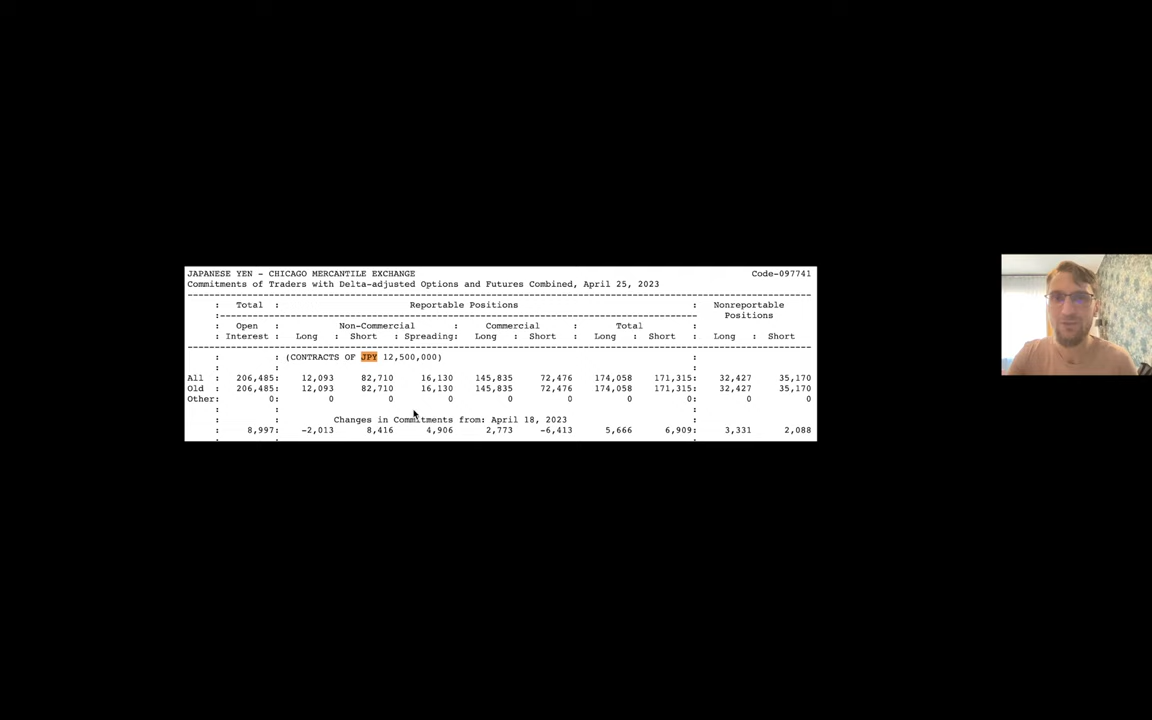 JAPANESE YEN - CHICAGO MERCANTILE EXCHANGE Code-097741
Commitments of Traders with Delta-adjusted Options and Futures Combined, April 25, 2023
: Total : Reportable Positions : Nonreportable
Positions
: Open : Non-Commercial : Commercial : Total :
: Interest : Long : Short : Spreading: Long : Short : Long : Short : Long : Short
: : (CONTRACTS OF JPY 12,500,000) :
All : 206,485: 12,093 82,710 16,130 145,835 72,476 174,058 171,315: 32,427 35,170
Old : 206,485: 12,093 82,710 16,130 145,835 72,476 174,058 171,315: 32,427 35,170
Other: 0: 0 0 0 0 0 0 0: 0 0
: : Changes in Commitments from: April 18, 2023 :
: 8,997: -2,013 8,416 4,906 2,773 -6,413 5,666 6,909: 3,331 2,088